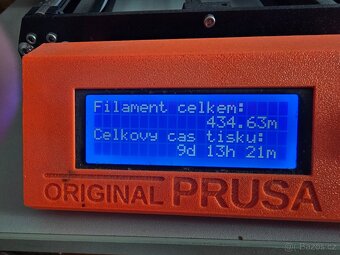 Filament celkem:
434.63m
Celkovy cas tisku:
9d 13h 21m
ORIGINAL PRUSA